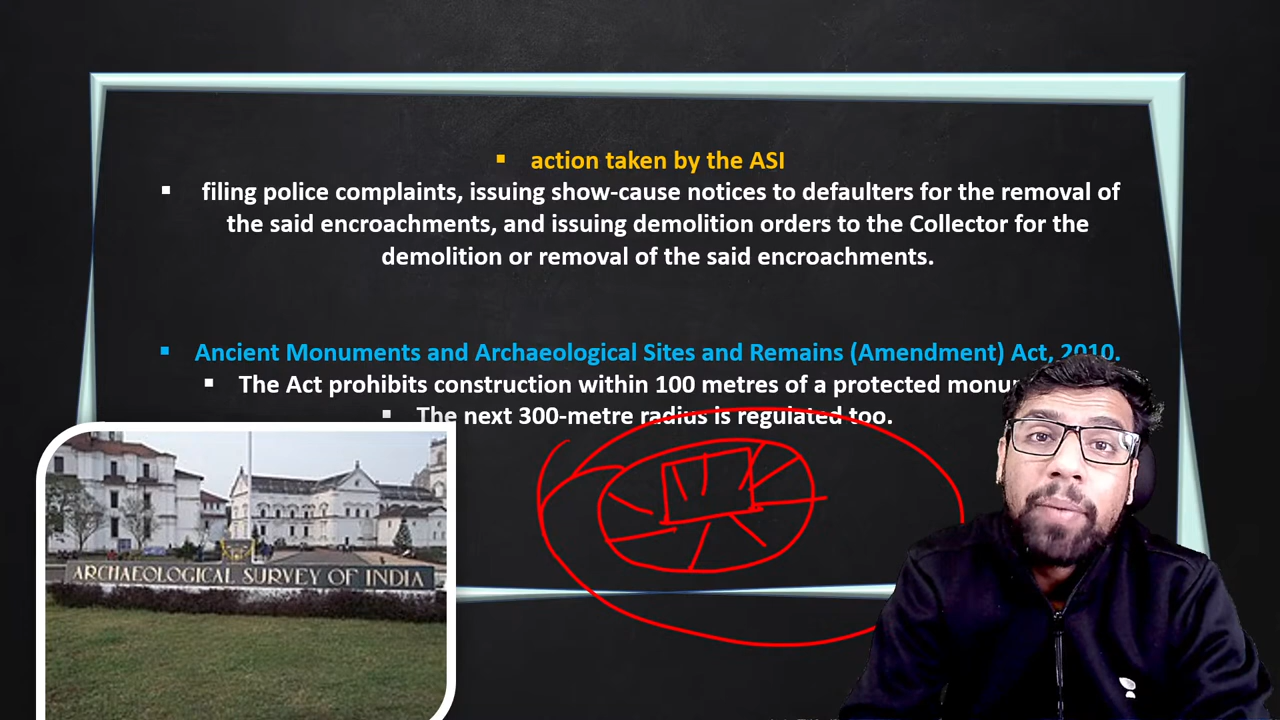 action taken by the ASI
filing police complaints, issuing show-cause notices to defaulters for the removal of
the said encroachments, and issuing demolition orders to the Collector for the
demolition or removal of the said encroachments.
Ancient Monuments and Archaeological Sites and Remains (Amendment) Act, 2010.
The Act prohibits construction within 100 metres of a protected
The next 300-metre radius is regulated too.
ARCHAEOLOGICAL SURVEY OF INDIA